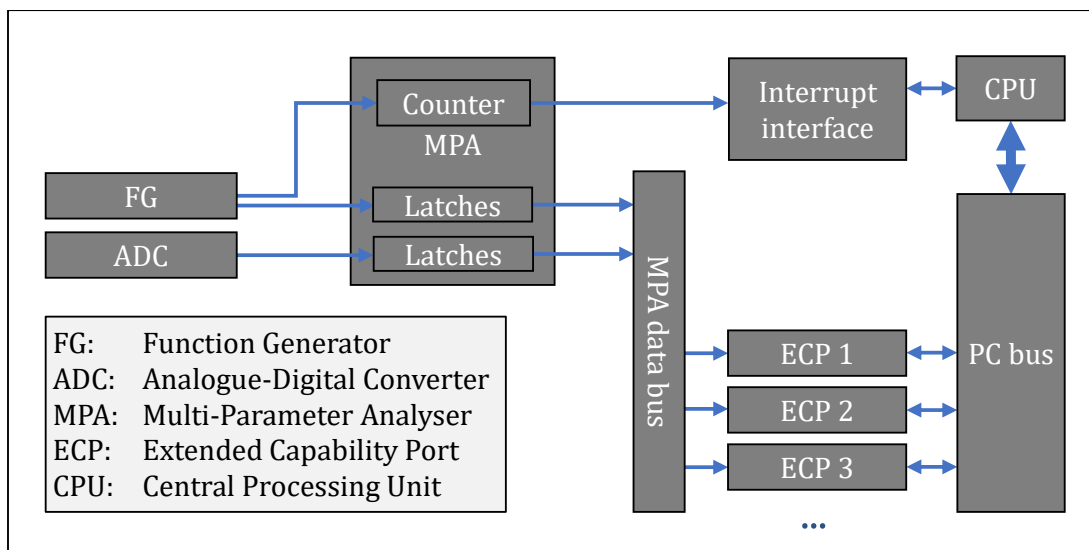 Counter
MPA
Interrupt
interface
CPU
FG
Latches
ADC
Latches
MPA data bus
ECP 1
ECP 2
ECP 3
...
PC bus
FG: Function Generator
ADC: Analogue-Digital Converter
MPA: Multi-Parameter Analyser
ECP: Extended Capability Port
CPU: Central Processing Unit